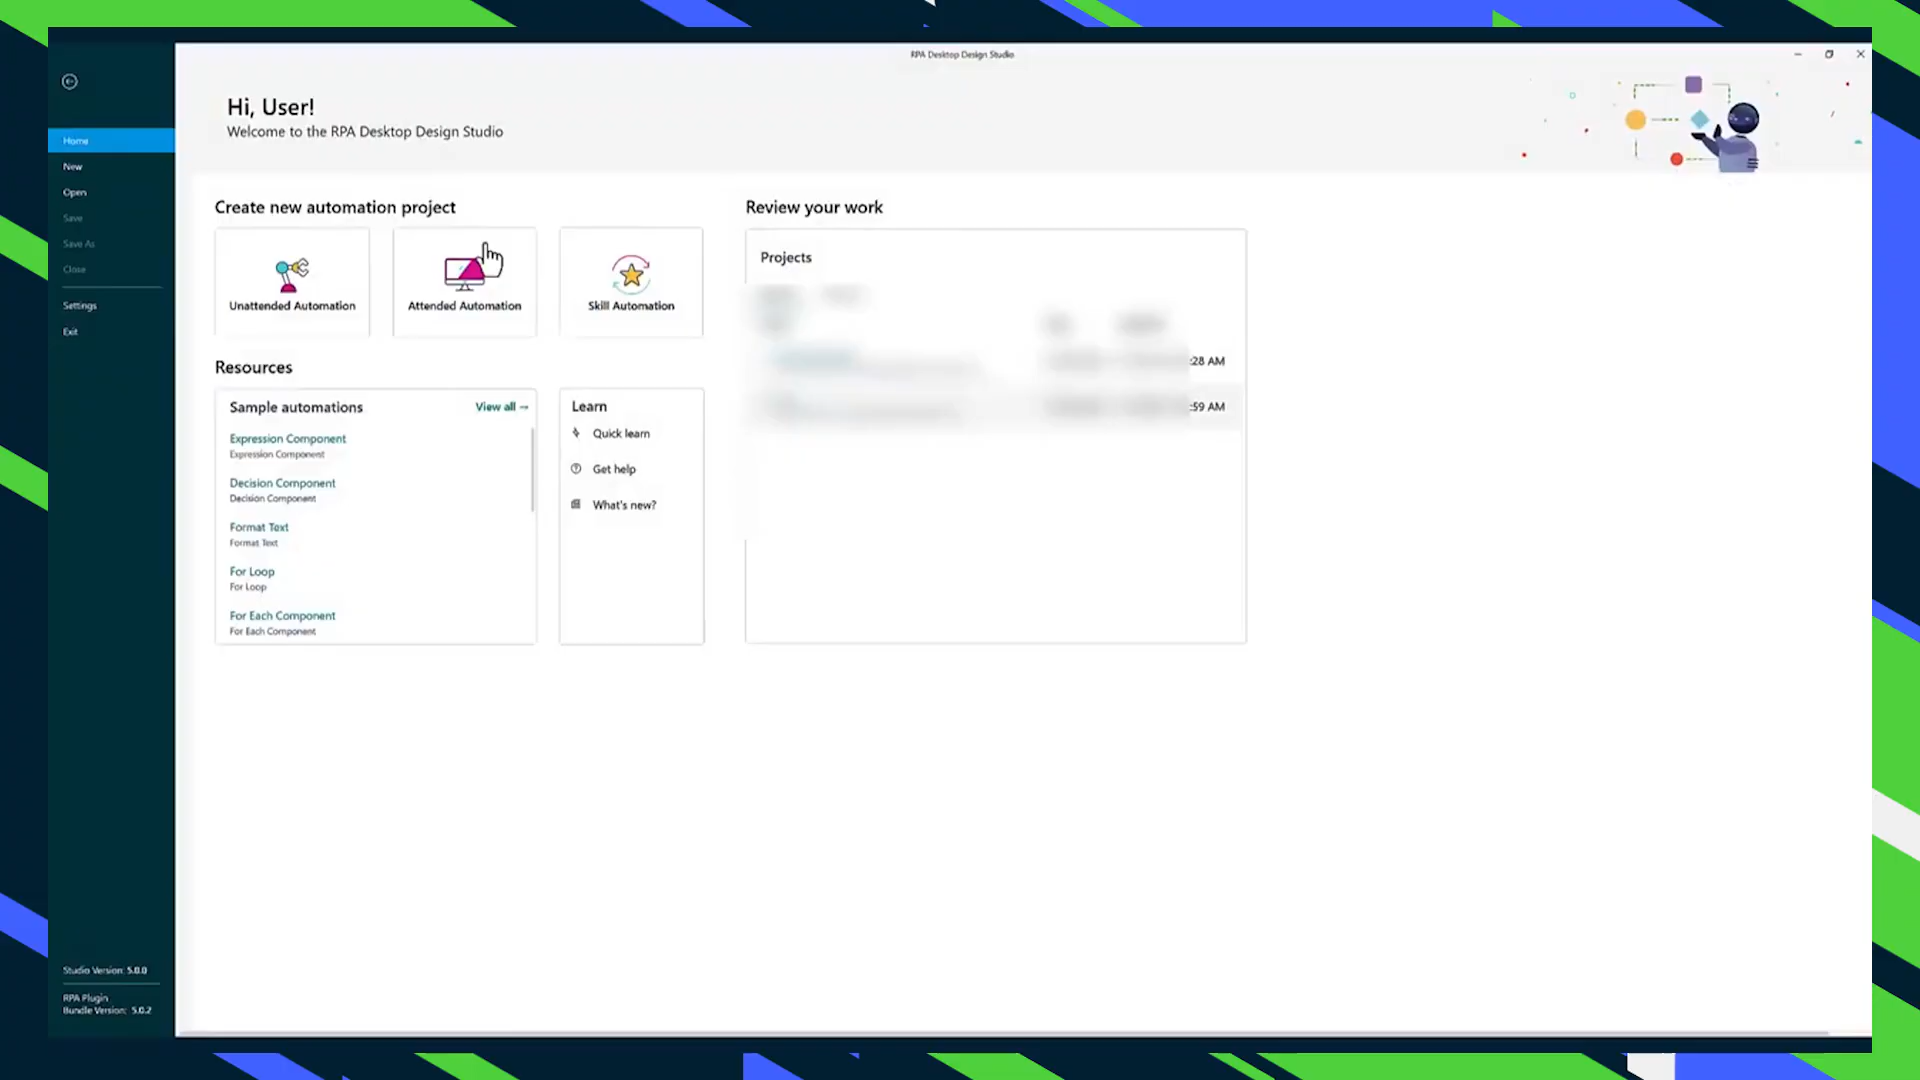 RPA Desktop Design Studio
Hi, User!
Welcome to the RPA Desktop Design Studio
Home
New
Open
Save
Save As
Close
Settings
Exit
Create new automation project
Unattended Automation
Attended Automation
Skill Automation
Resources
Sample automations
View all →
Expression Component
Expression Component
Decision Component
Decision Component
Format Text
Format Text
For Loop
For Loop
For Each Component
For Each Component
Learn
Quick learn
Get help
What's new?
Review your work
Projects
:28 AM
:59 AM
Studio Version: 5.0.0
RPA Plugin
Bundle Version: 5.0.2